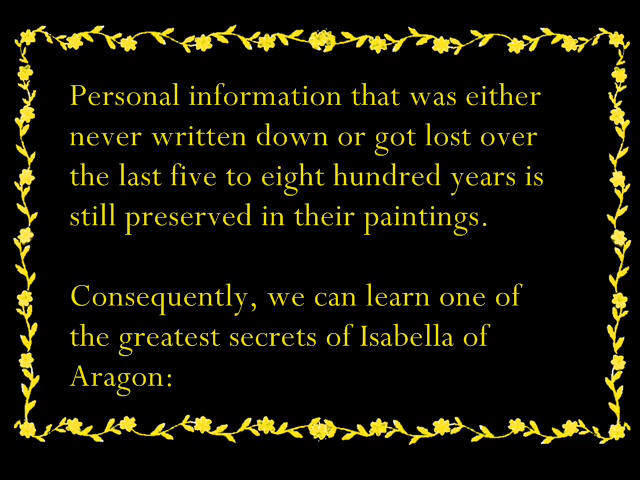 Personal information that was either
never written down or got lost over
the last five to eight hundred years is
still preserved in their paintings.
Consequently, we can learn one of
the greatest secrets of Isabella of
Aragon: